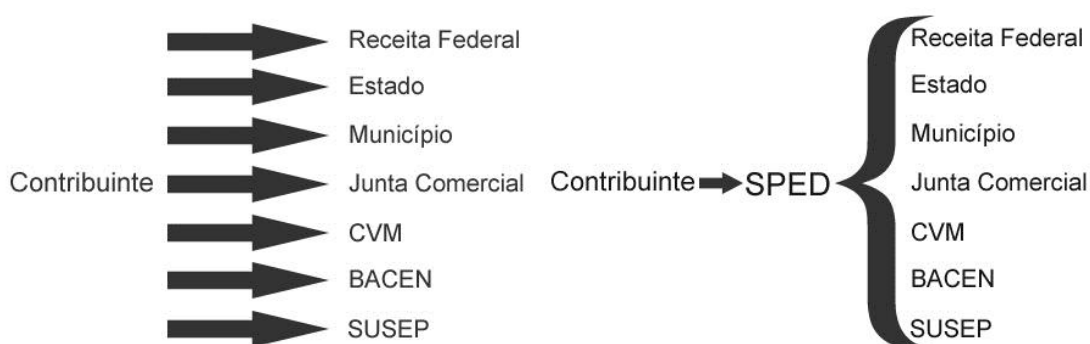 Receita Federal
Estado
Município
Contribuinte
Junta Comercial
CVM
BACEN
SUSEP
Contribuinte
SPED
Receita Federal
Estado
Município
Junta Comercial
CVM
BACEN
SUSEP